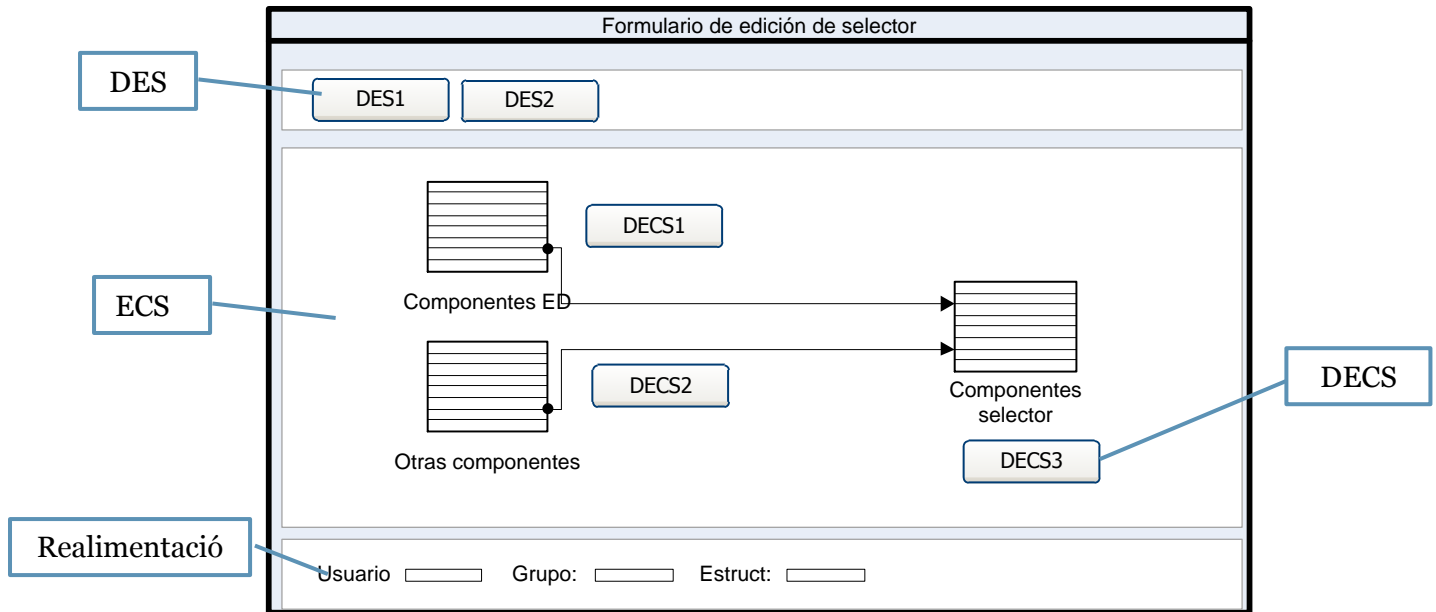 Formulario de edición de selector
DES
DES1
DES2
DECS1
Componentes ED
ECS
DECS2
Componentes
selector
DECS
Otras componentes
DECS3
Realimentació
Usuario
Grupo:
Estruct: